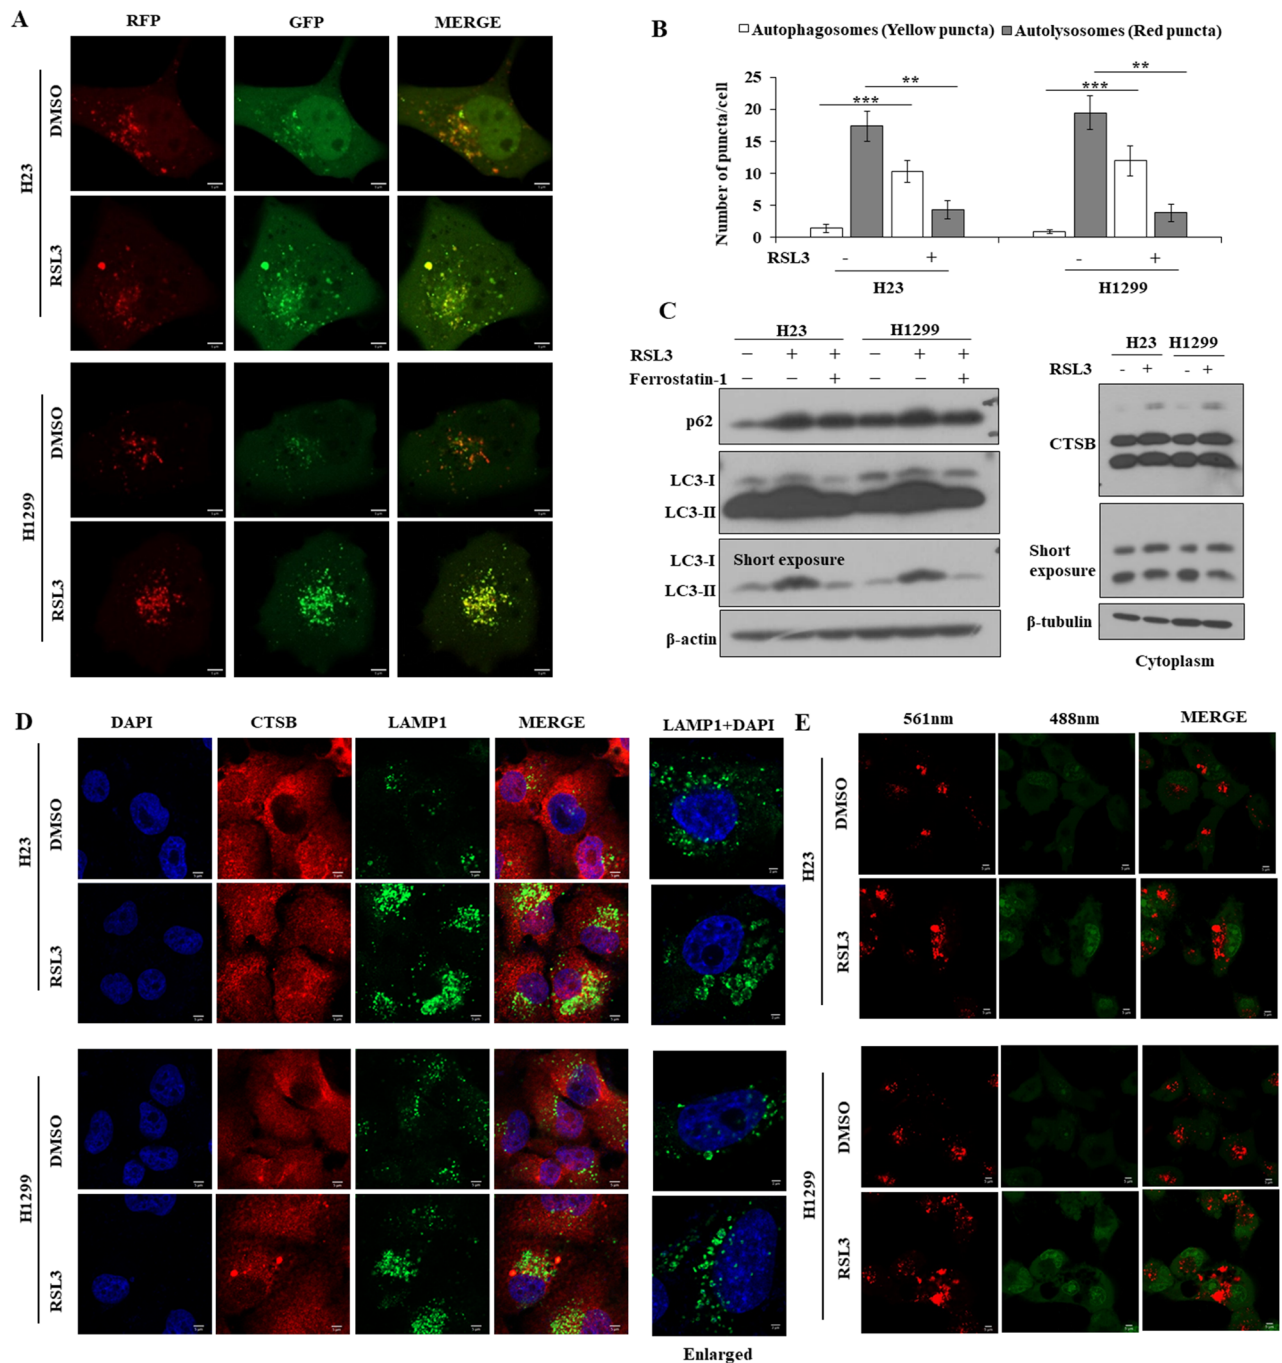 A
RFP GFP MERGE
H23
DMSO
RSL3
H1299
DMSO
RSL3
B
Autophagosomes (Yellow puncta) Autolysosomes (Red puncta)
Number of puncta/cell
25
20
15
10
5
0
*** **
*** **
RSL3 - + - +
H23 H1299
C
H23 H1299
RSL3 – + + – + +
Ferrostatin-1 – – + – – +
p62
LC3-I
LC3-II
LC3-I
Short exposure
LC3-II
β-actin
H23 H1299
RSL3 - + - +
CTSB
Short
exposure
β-tubulin
Cytoplasm
D
DAPI CTSB LAMP1 MERGE LAMP1+DAPI
H23
DMSO
RSL3
H1299
DMSO
RSL3
Enlarged
E
561nm 488nm MERGE
H23
DMSO
RSL3
H1299
DMSO
RSL3